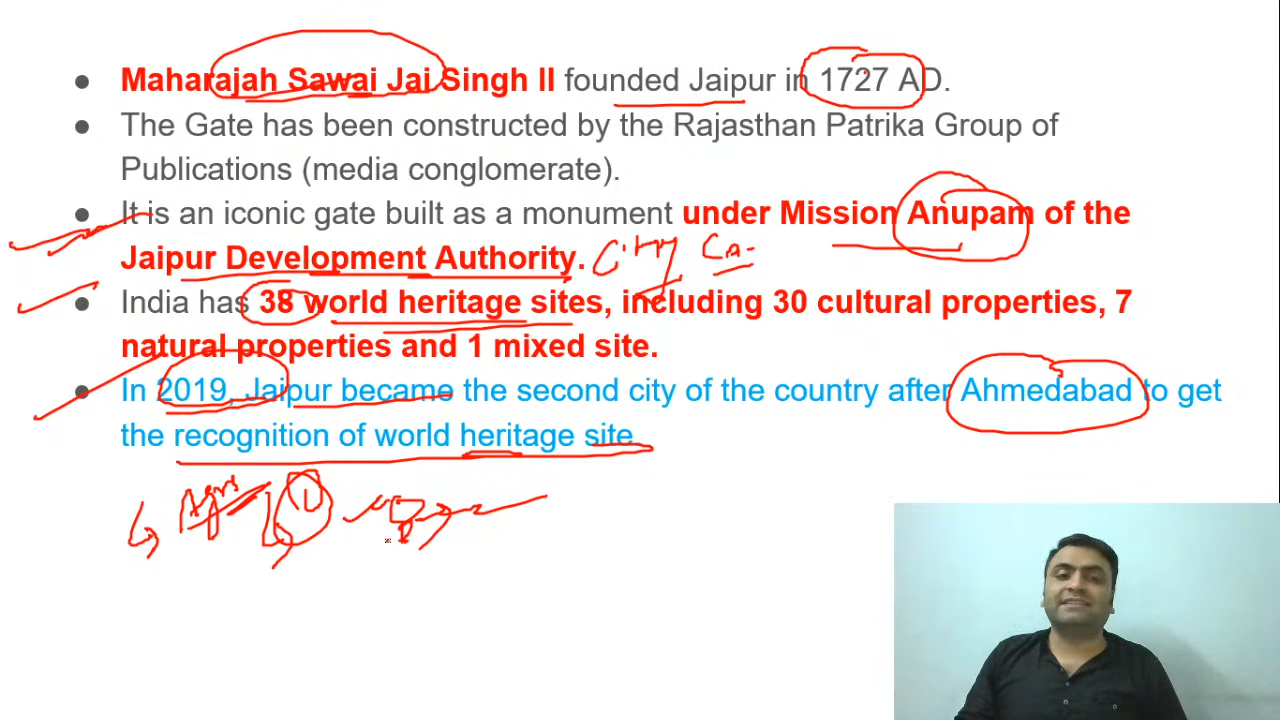 ● Maharajah Sawai Jai Singh II founded Jaipur in 1727 AD.
● The Gate has been constructed by the Rajasthan Patrika Group of
Publications (media conglomerate).
● It is an iconic gate built as a monument under Mission Anupam of the
Jaipur Development Authority. City
● India has 38 world heritage sites, including 30 cultural properties, 7
natural properties and 1 mixed site.
● In 2019, Jaipur became the second city of the country after Ahmedabad to get
the recognition of world heritage site